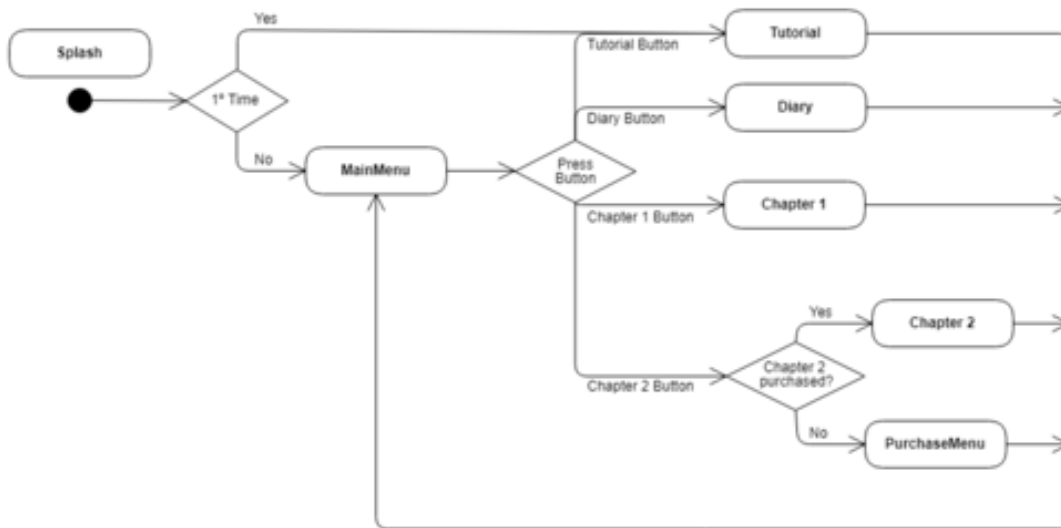 Yes
Splash
1ª Time
No
MainMenu
Press
Button
Tutorial Button
Tutorial
Diary Button
Diary
Chapter 1 Button
Chapter 1
Chapter 2 Button
Chapter 2
purchased?
Yes
Chapter 2
No
PurchaseMenu